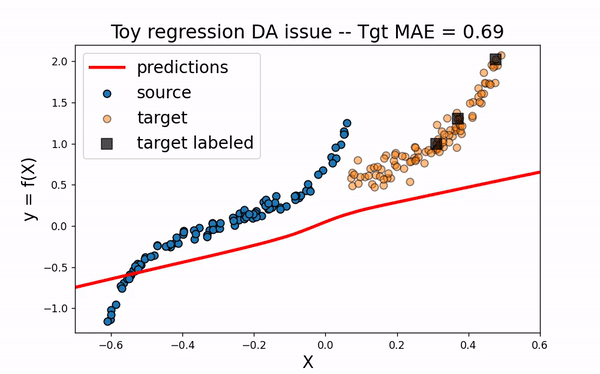 Toy regression DA issue -- Tgt MAE = 0.69
predictions
source
target
target labeled
y = f(X)
2.0
1.5
1.0
0.5
0.0
−0.5
−1.0
−0.6
−0.4
−0.2
0.0
0.2
0.4
0.6
X